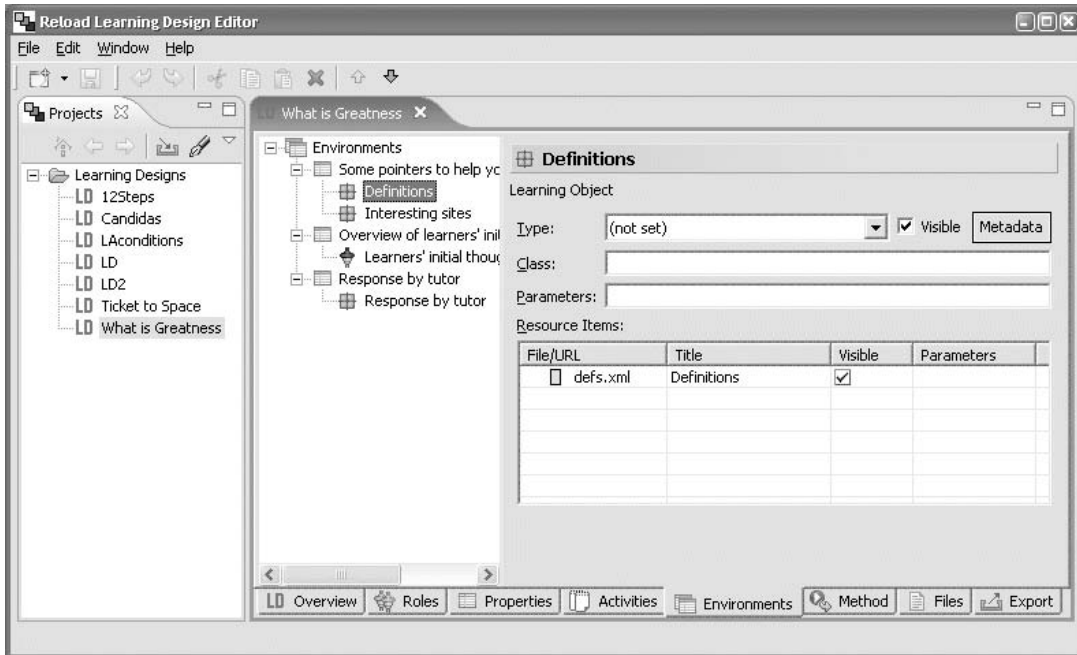 Reload Learning Design Editor
File Edit Window Help
Projects
Learning Designs
LD 12Steps
LD Candidas
LD LAconditions
LD LD
LD LD2
LD Ticket to Space
LD What is Greatness
LD What is Greatness
Environments
Some pointers to help yo
Definitions
Interesting sites
Overview of learners' init
Learners' initial thoug
Response by tutor
Response by tutor
Definitions
Learning Object
Type: (not set) Visible Metadata
Class:
Parameters:
Resource Items:
File/URL Title Visible Parameters
defs.xml Definitions
LD Overview Roles Properties Activities Environments Method Files Export